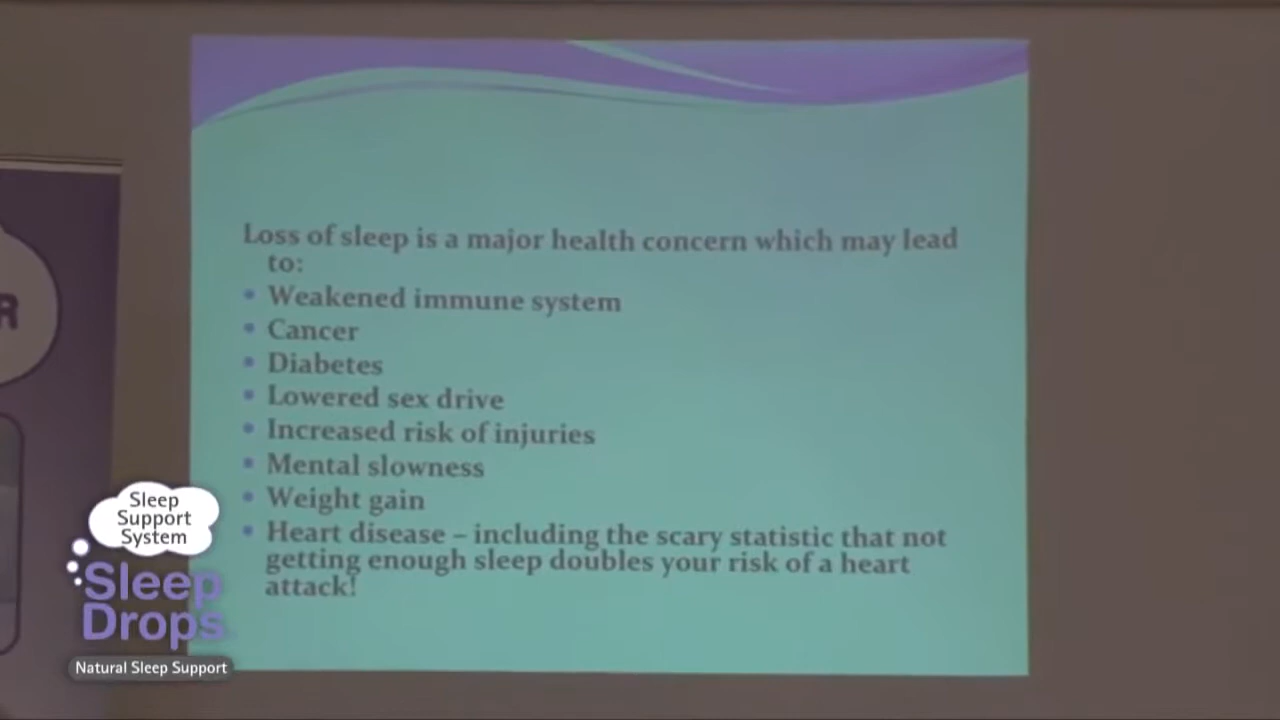 Loss of sleep is a major health concern which may lead
to:
• Weakened immune system
• Cancer
• Diabetes
• Lowered sex drive
• Increased risk of injuries
• Mental slowness
• Weight gain
• Heart disease – including the scary statistic that not
getting enough sleep doubles your risk of a heart
attack!
R
Sleep
Support
System
Sleep
Drops
Natural Sleep Support